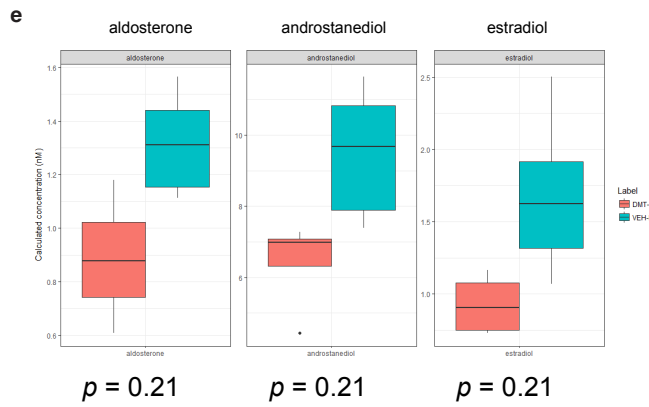 e
aldosterone androstanediol estradiol
aldosterone androstanediol estradiol
Calculated concentration (nM)
1.6
1.4
1.2
1.0
0.8
0.6
10
8
6
2.5
2.0
1.5
1.0
Label
DMT-
VEH-
aldosterone androstanediol estradiol
p = 0.21 p = 0.21 p = 0.21